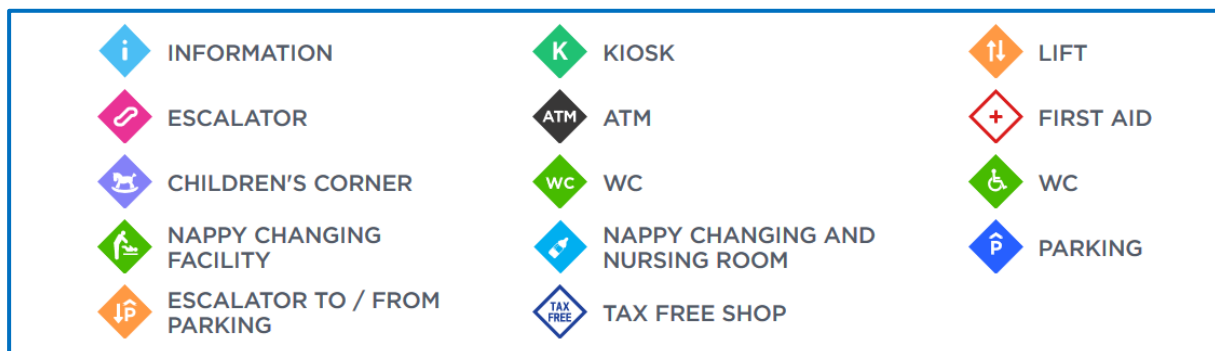 i INFORMATION
K KIOSK
LIFT
ESCALATOR
ATM ATM
FIRST AID
CHILDREN'S CORNER
WC WC
WC
NAPPY CHANGING
FACILITY
NAPPY CHANGING AND
NURSING ROOM
P PARKING
P ESCALATOR TO / FROM
PARKING
TAX
FREE TAX FREE SHOP